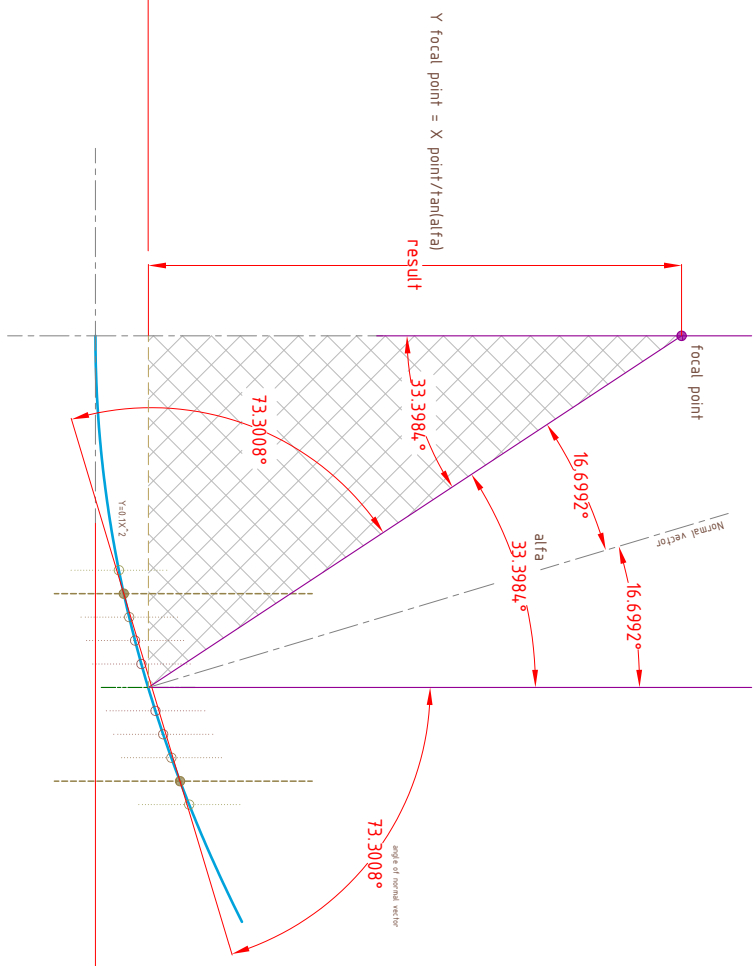 focal point
Normal vector
16.6992°
16.6992°
alfa
33.3984°
Y focal point = X point/tan(alfa)
result
33.3984°
angle of normal vector
73.3008°
73.3008°
Y=0.1X^2